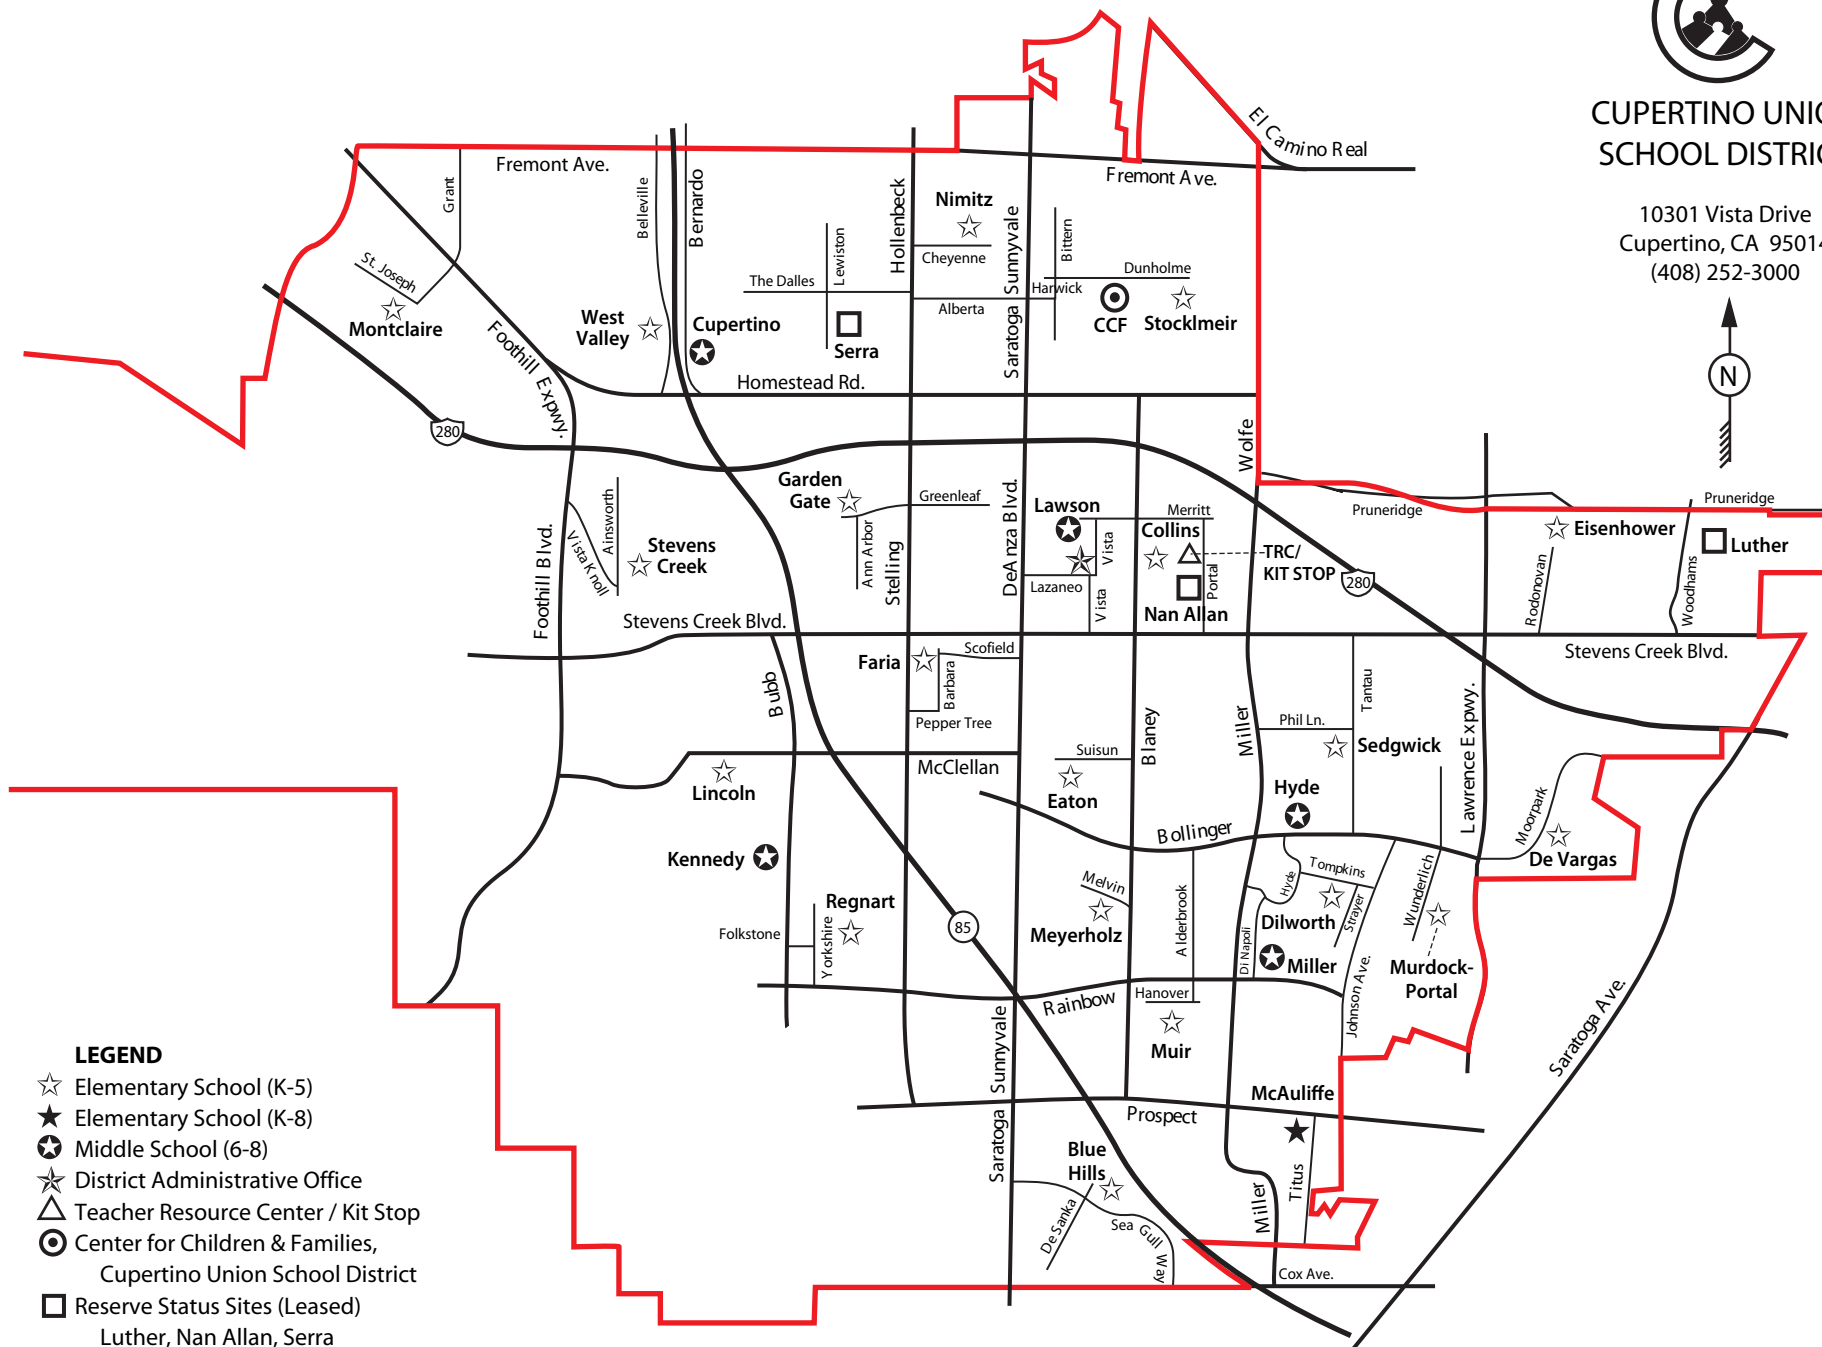 CUPERTINO UNIO
SCHOOL DISTRIC
10301 Vista Drive
Cupertino, CA 95014
(408) 252-3000
N
El Camino Real
Fremont Ave.
Fremont Ave.
Grant
Belleville
Bernardo
Hollenbeck
Nimitz
Saratoga Sunnyvale
Bittern
Cheyenne
Lewiston
The Dalles
Dunholme
Harwick
Alberta
St. Joseph
Montclaire
West
Valley
Cupertino
Serra
CCF
Stocklmeir
Foothill Expwy.
Homestead Rd.
280
Wolfe
Garden
Gate
Greenleaf
Ann Arbor
Stelling
DeAnza Blvd.
Lawson
Merritt
Collins
Vista
Lazaneo
Vista
Portal
Nan Allan
TRC/
KIT STOP
280
Pruneridge
Pruneridge
Eisenhower
Luther
Rodonovan
Woodhams
Ainsworth
Vista Knoll
Stevens
Creek
Foothill Blvd.
Stevens Creek Blvd.
Stevens Creek Blvd.
Bubb
Faria
Scofield
Barbara
Pepper Tree
Tantau
Phil Ln.
Sedgwick
Miller
Blaney
Lawrence Expwy.
McClellan
Suisun
Eaton
Lincoln
Hyde
Bollinger
Moorpark
De Vargas
Kennedy
Regnart
Folkstone
Yorkshire
85
Melvin
Meyerholz
Alderbrook
Hyde
Tompkins
Strayer
Dilworth
Di Napoli
Miller
Wunderlich
Murdock-
Portal
Johnson Ave.
Rainbow
Hanover
Muir
Saratoga Sunnyvale
Saratoga Ave.
McAuliffe
Prospect
Blue
Hills
Titus
Miller
De Sanka
Sea Gull Way
Cox Ave.
LEGEND
Elementary School (K-5)
Elementary School (K-8)
Middle School (6-8)
District Administrative Office
Teacher Resource Center / Kit Stop
Center for Children & Families,
Cupertino Union School District
Reserve Status Sites (Leased)
Luther, Nan Allan, Serra